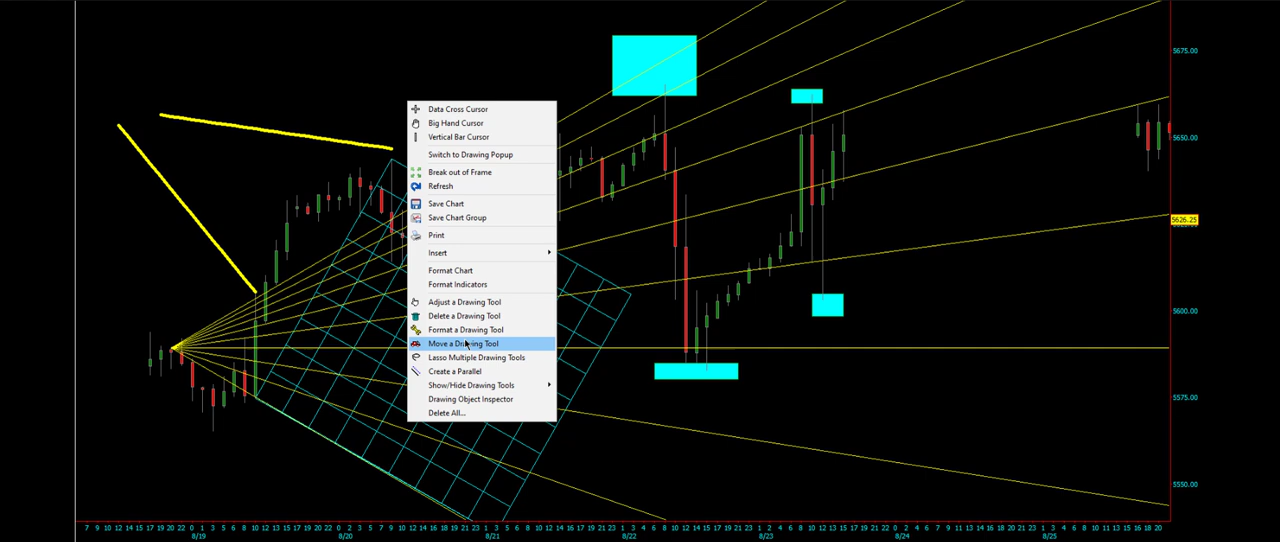 Data Cross Cursor
Big Hand Cursor
Vertical Bar Cursor
Switch to Drawing Popup
Break out of Frame
Refresh
Save Chart
Save Chart Group
Print
Insert
Format Chart
Format Indicators
Adjust a Drawing Tool
Delete a Drawing Tool
Format a Drawing Tool
Move a Drawing Tool
Lasso Multiple Drawing Tools
Create a Parallel
Show/Hide Drawing Tools
Drawing Object Inspector
Delete All...
5675.00
5650.00
5626.25
5600.00
5575.00
5550.00
8/19 8/20 8/21 8/22 8/23 8/24 8/25